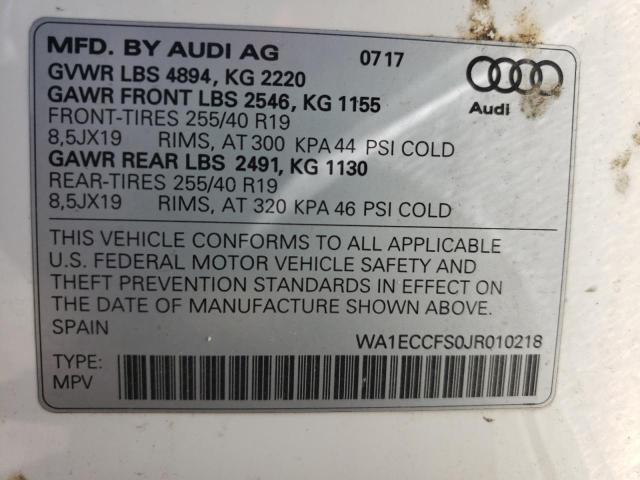 MFD. BY AUDI AG 07 17
GVWR LBS 4894, KG 2220
GAWR FRONT LBS 2546, KG 1155
FRONT-TIRES 255/40 R19
8,5JX19 RIMS, AT 300 KPA 44 PSI COLD
GAWR REAR LBS 2491, KG 1130
REAR-TIRES 255/40 R19
8,5JX19 RIMS, AT 320 KPA 46 PSI COLD
Audi
THIS VEHICLE CONFORMS TO ALL APPLICABLE
U.S. FEDERAL MOTOR VEHICLE SAFETY AND
THEFT PREVENTION STANDARDS IN EFFECT ON
THE DATE OF MANUFACTURE SHOWN ABOVE.
SPAIN WA1ECCFS0JR010218
TYPE:
MPV